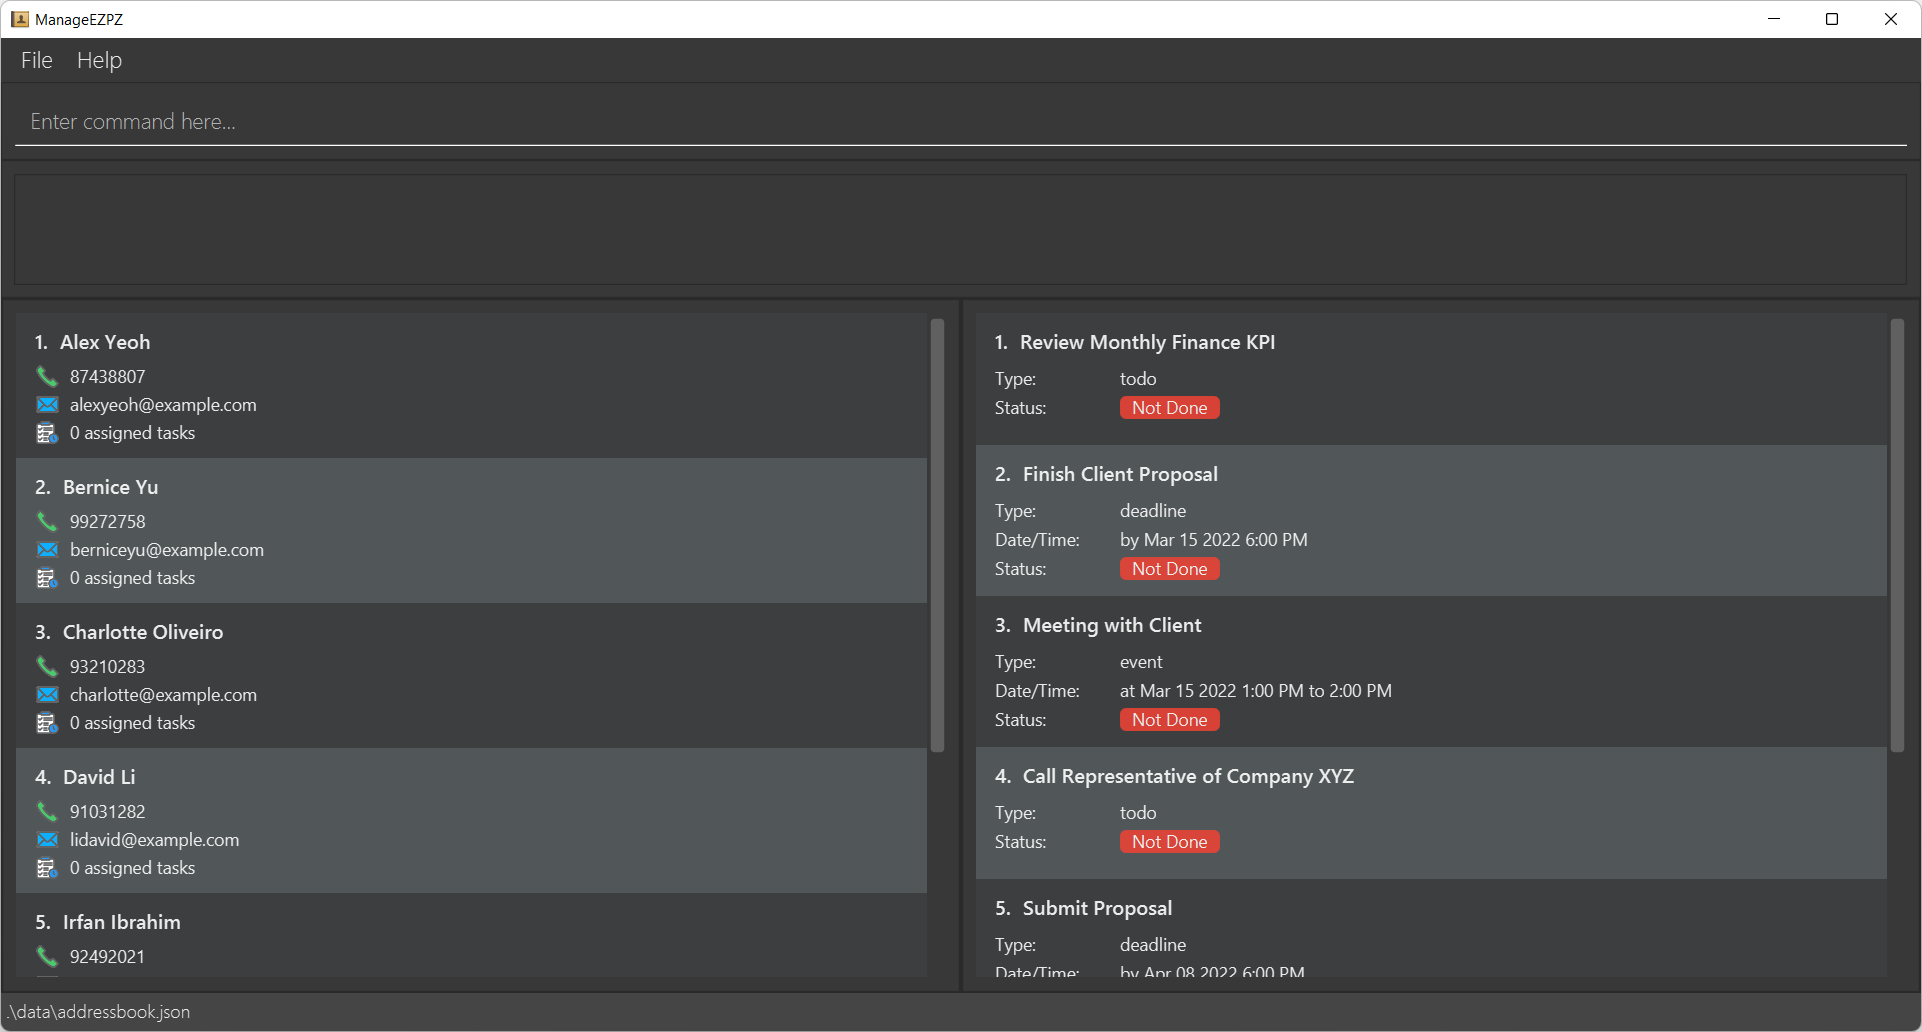 ManageEZPZ
File Help
Enter command here...
1. Alex Yeoh
87438807
alexyeoh@example.com
0 assigned tasks
2. Bernice Yu
99272758
berniceyu@example.com
0 assigned tasks
3. Charlotte Oliveiro
93210283
charlotte@example.com
0 assigned tasks
4. David Li
91031282
lidavid@example.com
0 assigned tasks
5. Irfan Ibrahim
92492021
1. Review Monthly Finance KPI
Type: todo
Status: Not Done
2. Finish Client Proposal
Type: deadline
Date/Time: by Mar 15 2022 6:00 PM
Status: Not Done
3. Meeting with Client
Type: event
Date/Time: at Mar 15 2022 1:00 PM to 2:00 PM
Status: Not Done
4. Call Representative of Company XYZ
Type: todo
Status: Not Done
5. Submit Proposal
Type: deadline
Date/Time: by Apr 08 2022 6:00 PM
.\data\addressbook.json